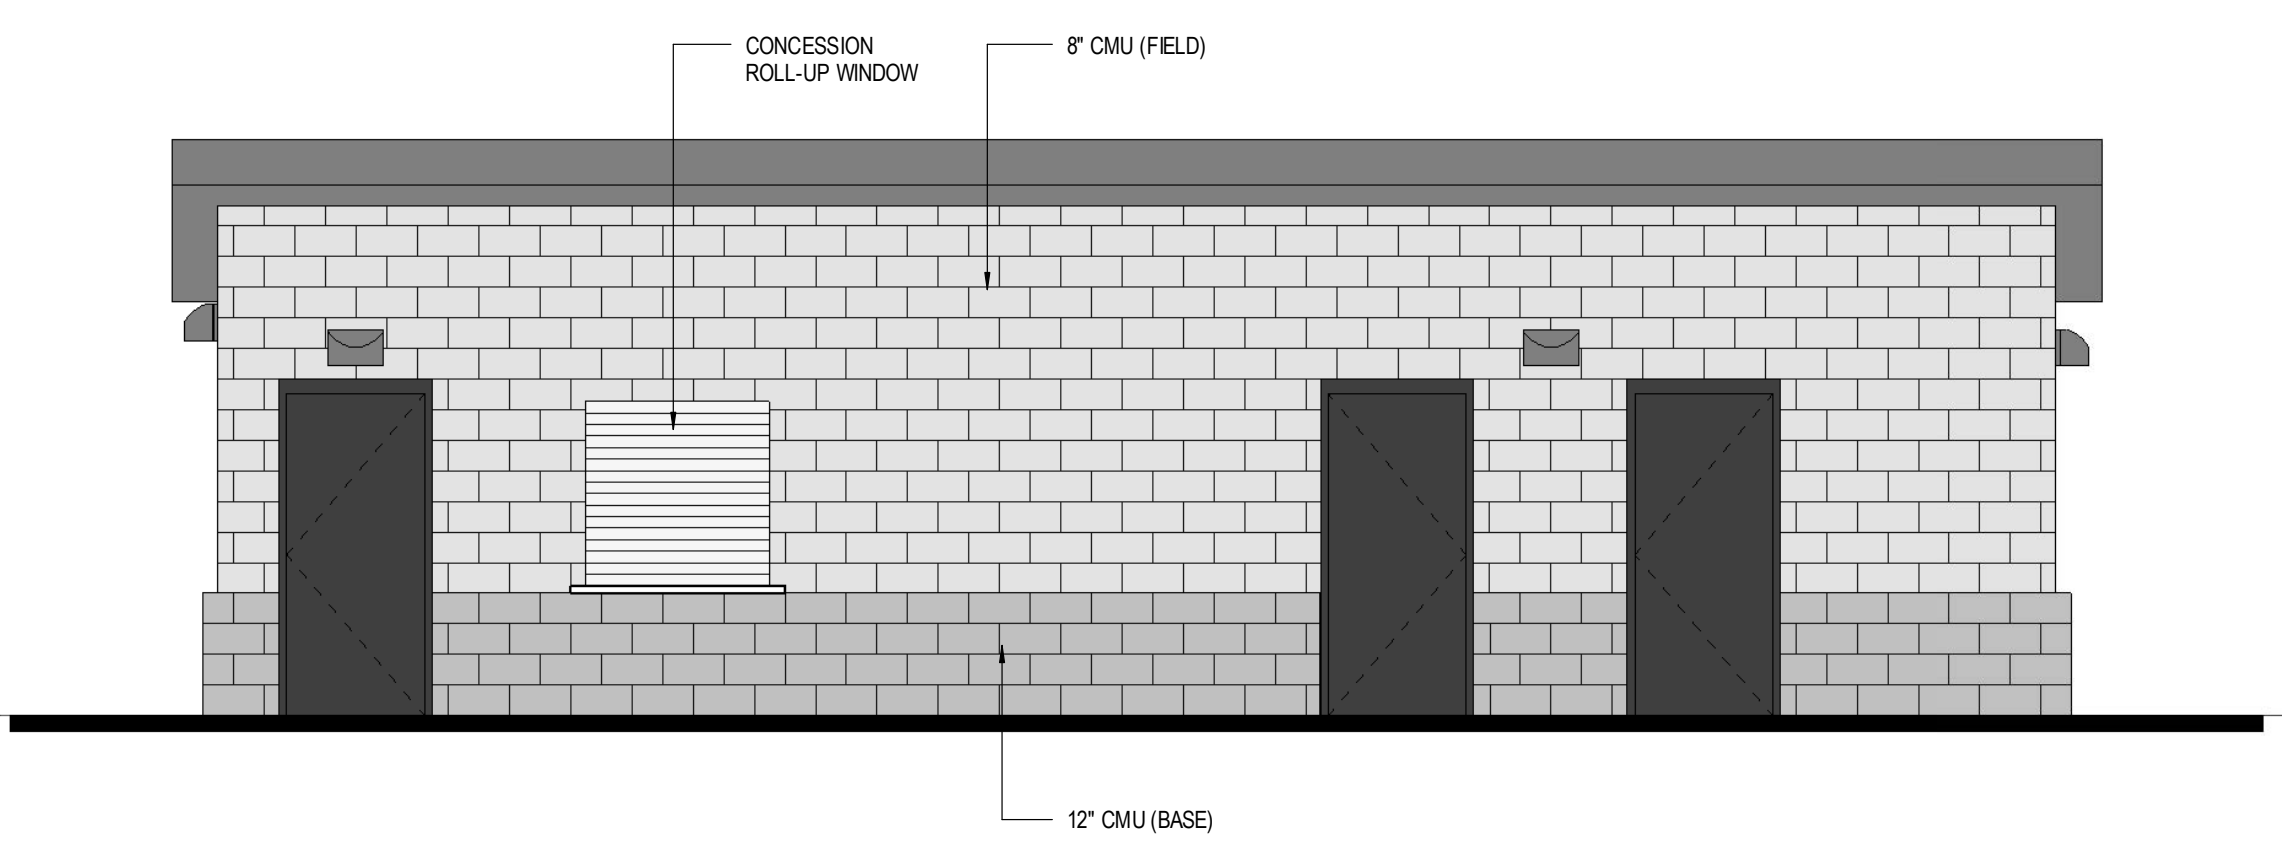 CONCESSION
ROLL-UP WINDOW
8" CMU (FIELD)
12" CMU (BASE)